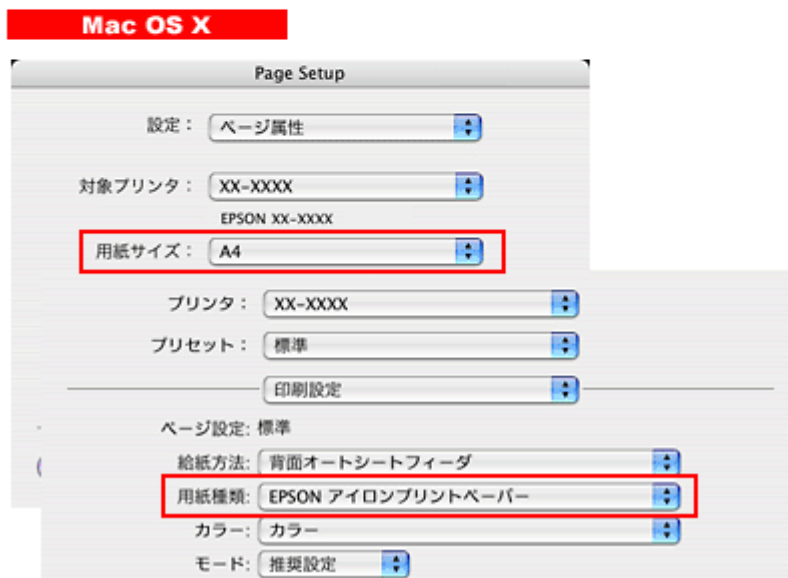 Mac OS X
Page Setup
設定： ページ属性
対象プリンタ： XX-XXXX
EPSON XX-XXXX
用紙サイズ： A4
プリンタ： XX-XXXX
プリセット： 標準
印刷設定
ページ設定: 標準
給紙方法: 背面オートシートフィーダ
用紙種類: EPSON アイロンプリントペーパー
カラー: カラー
モード: 推奨設定